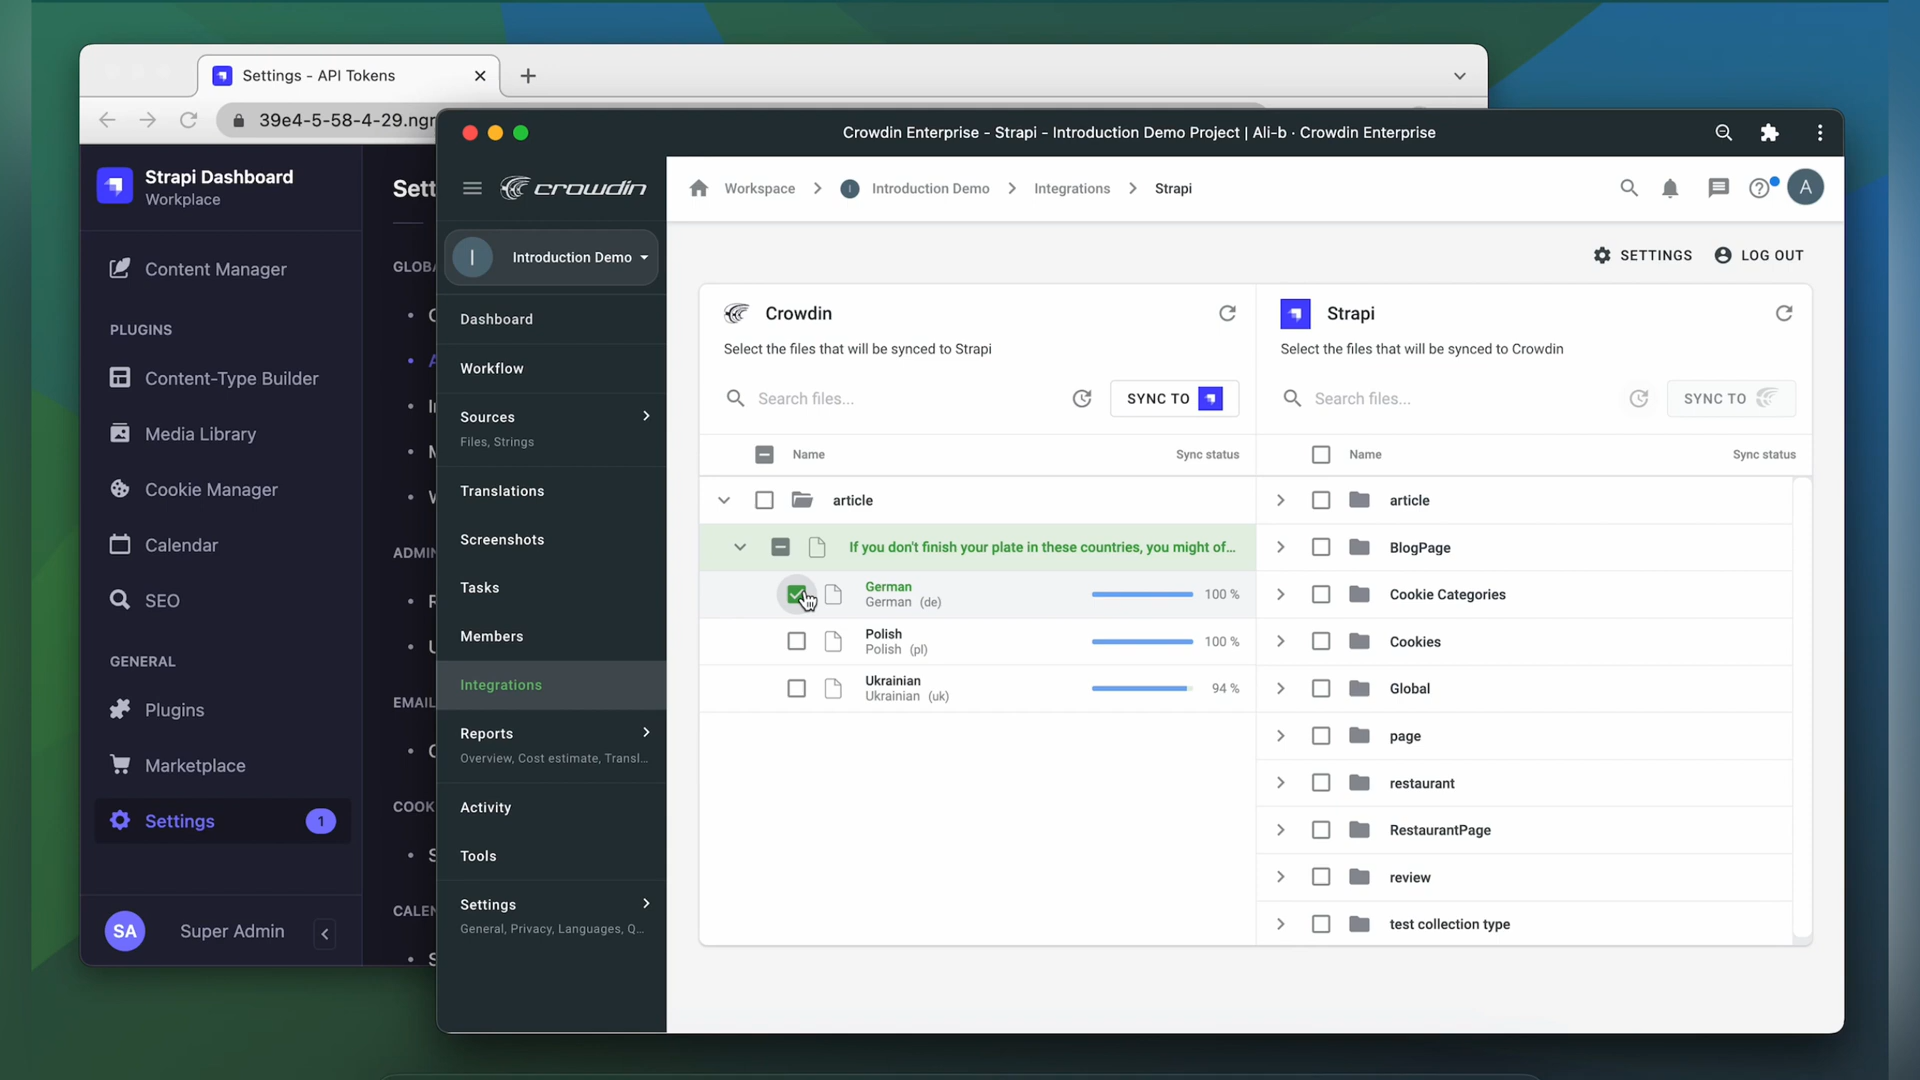 Settings - API Tokens
39e4-5-58-4-29.ngr
Strapi Dashboard
Workplace
Content Manager
PLUGINS
Content-Type Builder
Media Library
Cookie Manager
Calendar
SEO
GENERAL
Plugins
Marketplace
Settings
1
SA
Super Admin
Sett
GLOBA
ADMIN
EMAIL
COOK
CALEN
Crowdin Enterprise - Strapi - Introduction Demo Project | Ali-b · Crowdin Enterprise
crowdin
I
Introduction Demo
Dashboard
Workflow
Sources
Files, Strings
Translations
Screenshots
Tasks
Members
Integrations
Reports
Overview, Cost estimate, Transl...
Activity
Tools
Settings
General, Privacy, Languages, Q...
Workspace
I
Introduction Demo
Integrations
Strapi
A
SETTINGS
LOG OUT
Crowdin
Select the files that will be synced to Strapi
Search files...
SYNC TO
Name
Sync status
article
If you don't finish your plate in these countries, you might of...
German
German (de)
100 %
Polish
Polish (pl)
100 %
Ukrainian
Ukrainian (uk)
94 %
Strapi
Select the files that will be synced to Crowdin
Search files...
SYNC TO
Name
Sync status
article
BlogPage
Cookie Categories
Cookies
Global
page
restaurant
RestaurantPage
review
test collection type